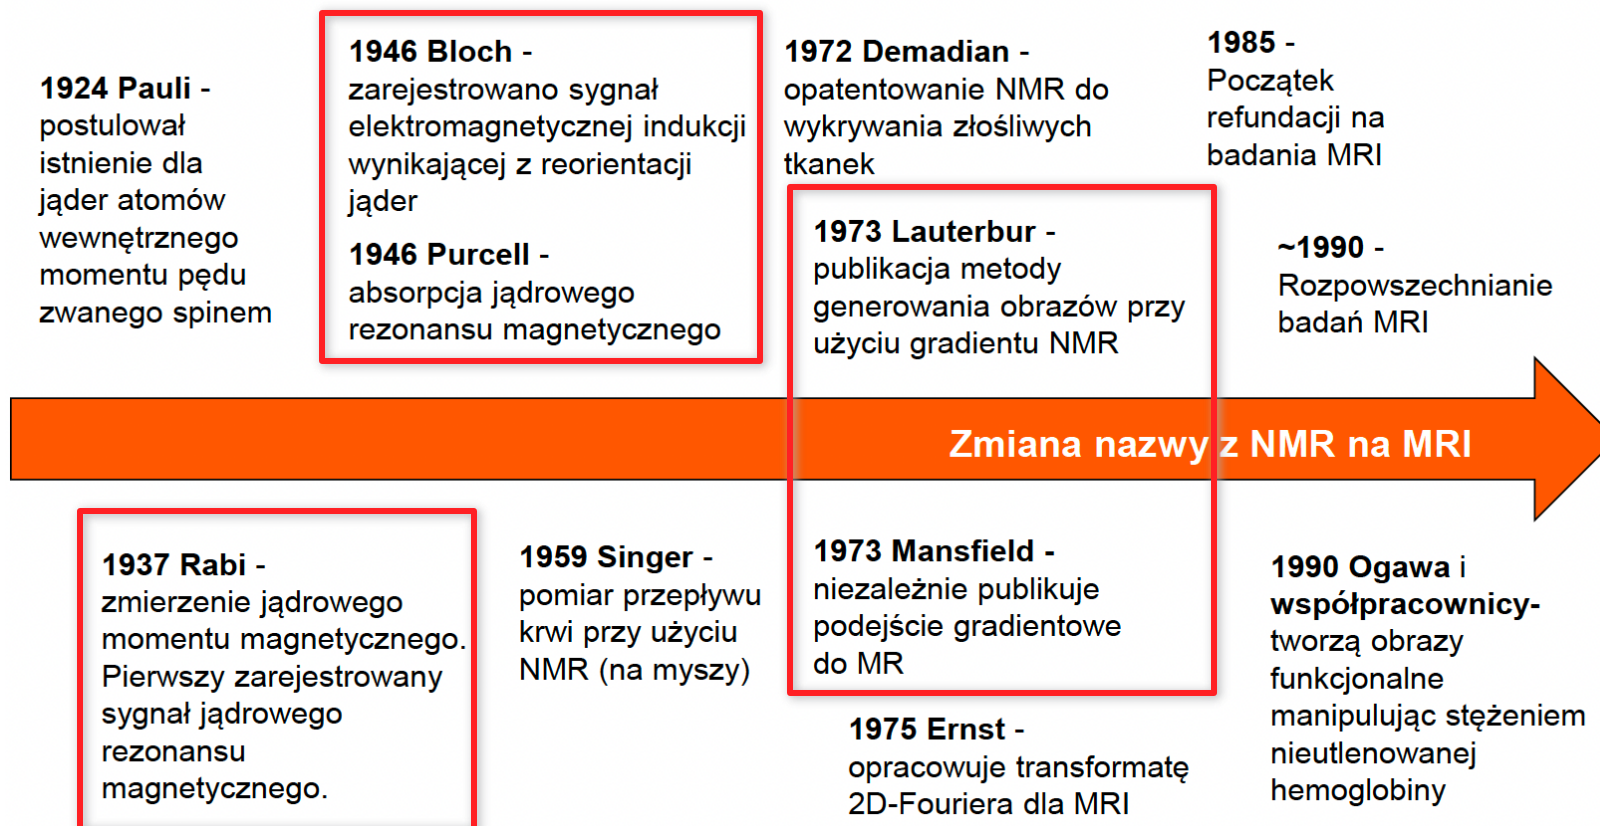 1924 Pauli -
postulował
istnienie dla
jąder atomów
wewnętrznego
momentu pędu
zwanego spinem
1946 Bloch -
zarejestrowano sygnał
elektromagnetycznej indukcji
wynikającej z reorientacji
jąder
1946 Purcell -
absorpcja jądrowego
rezonansu magnetycznego
1972 Demadian -
opatentowanie NMR do
wykrywania złośliwych
tkanek
1973 Lauterbur -
publikacja metody
generowania obrazów przy
użyciu gradientu NMR
1985 -
Początek
refundacji na
badania MRI
~1990 -
Rozpowszechnianie
badań MRI
Zmiana nazwy z NMR na MRI
1937 Rabi -
zmierzenie jądrowego
momentu magnetycznego.
Pierwszy zarejestrowany
sygnał jądrowego
rezonansu
magnetycznego.
1959 Singer -
pomiar przepływu
krwi przy użyciu
NMR (na myszy)
1973 Mansfield -
niezależnie publikuje
podejście gradientowe
do MR
1975 Ernst -
opracowuje transformatę
2D-Fouriera dla MRI
1990 Ogawa i
współpracownicy-
tworzą obrazy
funkcjonalne
manipulując stężeniem
nieutlenowanej
hemoglobiny